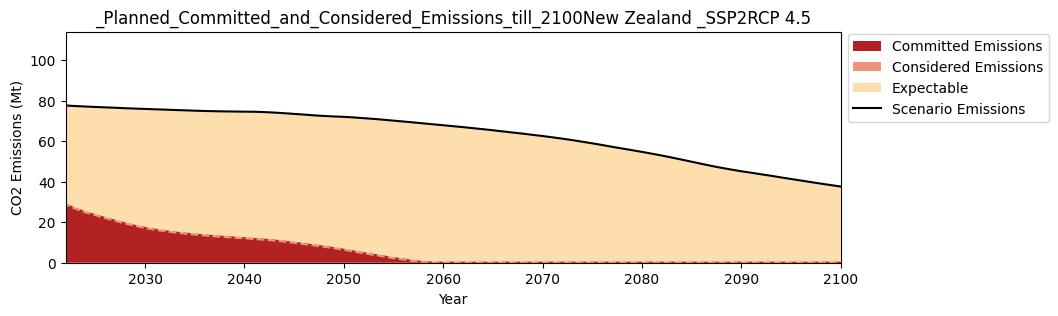 _Planned_Committed_and_Considered_Emissions_till_2100New Zealand _SSP2RCP 4.5
100
80
60
40
20
0
CO2 Emissions (Mt)
2030 2040 2050 2060 2070 2080 2090 2100
Year
Committed Emissions
Considered Emissions
Expectable
Scenario Emissions